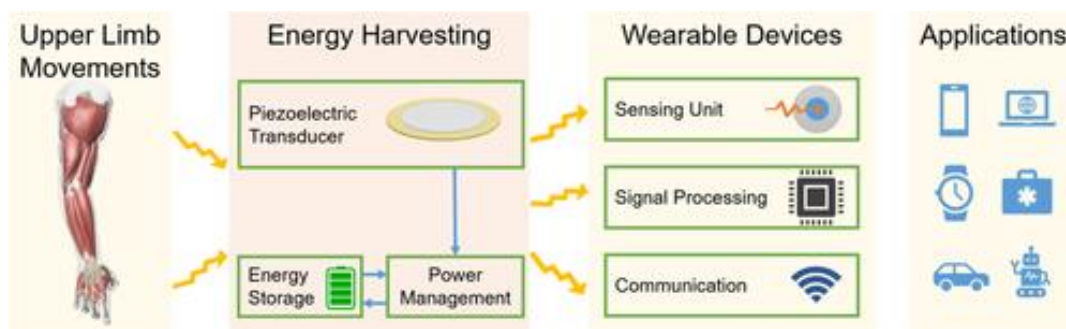 Upper Limb
Movements
Energy Harvesting
Piezoelectric
Transducer
Energy
Storage
Power
Management
Wearable Devices
Sensing Unit
Signal Processing
Communication
Applications